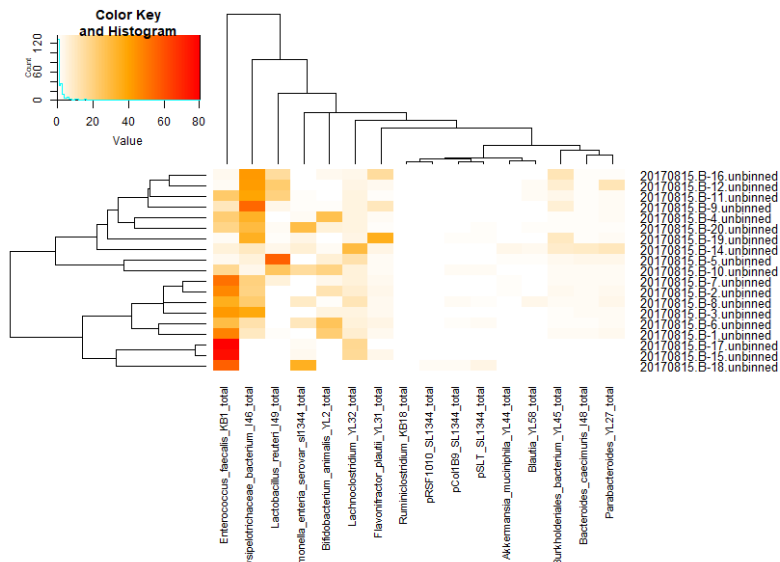 Color Key
and Histogram
Count
0 60 120
0 20 40 60 80
Value
20170815.B-16.unbinned
20170815.B-12.unbinned
20170815.B-11.unbinned
20170815.B-9.unbinned
20170815.B-4.unbinned
20170815.B-20.unbinned
20170815.B-19.unbinned
20170815.B-14.unbinned
20170815.B-5.unbinned
20170815.B-10.unbinned
20170815.B-7.unbinned
20170815.B-2.unbinned
20170815.B-8.unbinned
20170815.B-3.unbinned
20170815.B-6.unbinned
20170815.B-1.unbinned
20170815.B-17.unbinned
20170815.B-15.unbinned
20170815.B-18.unbinned
Enterococcus_faecalis_KB1_total
ysipelotrichaceae_bacterium_I46_total
Lactobacillus_reuteri_I49_total
monella_enteria_serovar_sl1344_total
Bifidobacterium_animalis_YL2_total
Lachnoclostridium_YL32_total
Flavonifractor_plautii_YL31_total
Ruminiclostridium_KB18_total
pRSF1010_SL1344_total
pCol1B9_SL1344_total
pSLT_SL1344_total
Akkermansia_muciniphila_YL44_total
Blautia_YL58_total
Burkholderiales_bacterium_YL45_total
Bacteroides_caecimuris_I48_total
Parabacteroides_YL27_total